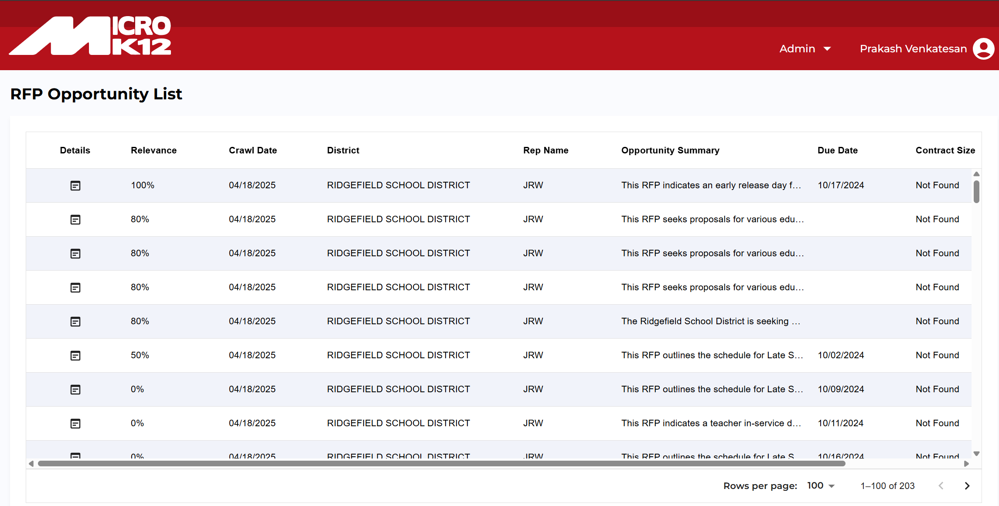 MICRO
K12
Admin Prakash Venkatesan
RFP Opportunity List
Details Relevance Crawl Date District Rep Name Opportunity Summary Due Date Contract Size
100% 04/18/2025 RIDGEFIELD SCHOOL DISTRICT JRW This RFP indicates an early release day f... 10/17/2024 Not Found
80% 04/18/2025 RIDGEFIELD SCHOOL DISTRICT JRW This RFP seeks proposals for various edu... Not Found
80% 04/18/2025 RIDGEFIELD SCHOOL DISTRICT JRW This RFP seeks proposals for various edu... Not Found
80% 04/18/2025 RIDGEFIELD SCHOOL DISTRICT JRW This RFP seeks proposals for various edu... Not Found
80% 04/18/2025 RIDGEFIELD SCHOOL DISTRICT JRW The Ridgefield School District is seeking ... Not Found
50% 04/18/2025 RIDGEFIELD SCHOOL DISTRICT JRW This RFP outlines the schedule for Late S... 10/02/2024 Not Found
0% 04/18/2025 RIDGEFIELD SCHOOL DISTRICT JRW This RFP outlines the schedule for Late S... 10/09/2024 Not Found
0% 04/18/2025 RIDGEFIELD SCHOOL DISTRICT JRW This RFP indicates a teacher in-service d... 10/11/2024 Not Found
0% 04/18/2025 RIDGEFIELD SCHOOL DISTRICT JRW This RFP outlines the schedule for Late S 10/16/2024 Not Found
Rows per page: 100 1–100 of 203